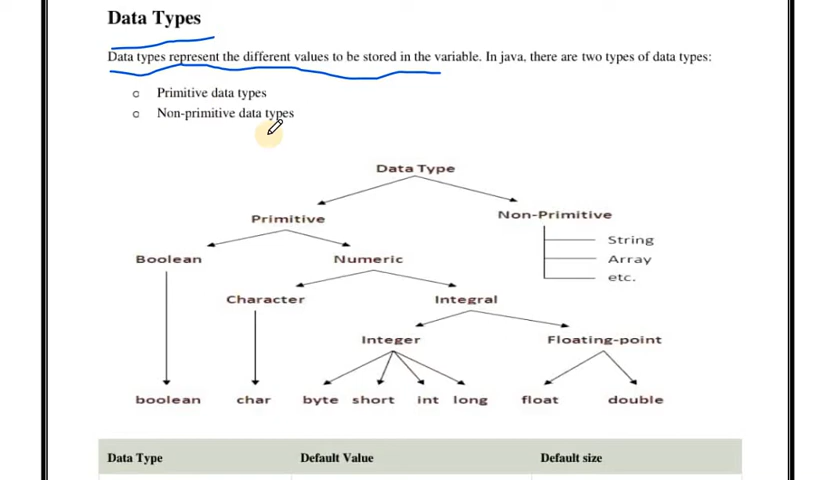 Data Types
Data types represent the different values to be stored in the variable. In java, there are two types of data types:
o Primitive data types
o Non-primitive data types
Data Type
Primitive
Non-Primitive
String
Boolean
Numeric
Array
etc.
Character
Integral
Integer
Floating-point
boolean char byte short int long float double
Data Type Default Value Default size